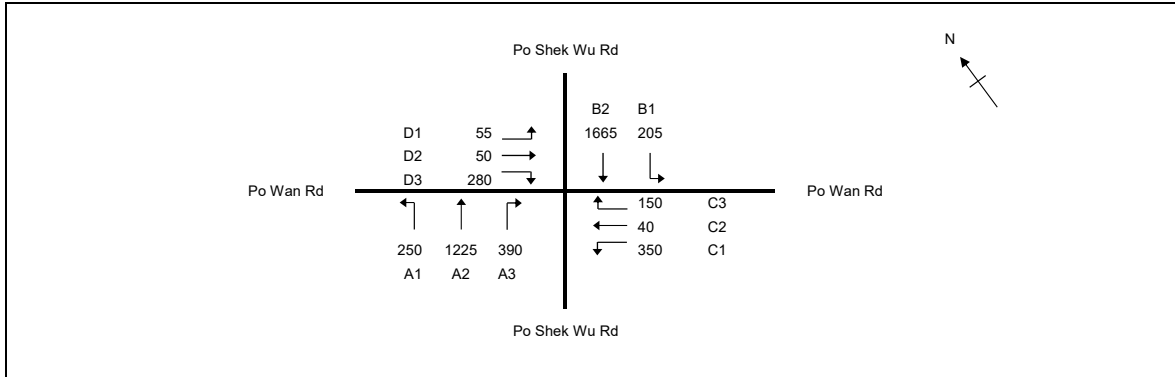 N
Po Shek Wu Rd
B2 B1
D1 55 1665 205
D2 50
D3 280
Po Wan Rd Po Wan Rd
150 C3
40 C2
250 1225 390 350 C1
A1 A2 A3
Po Shek Wu Rd